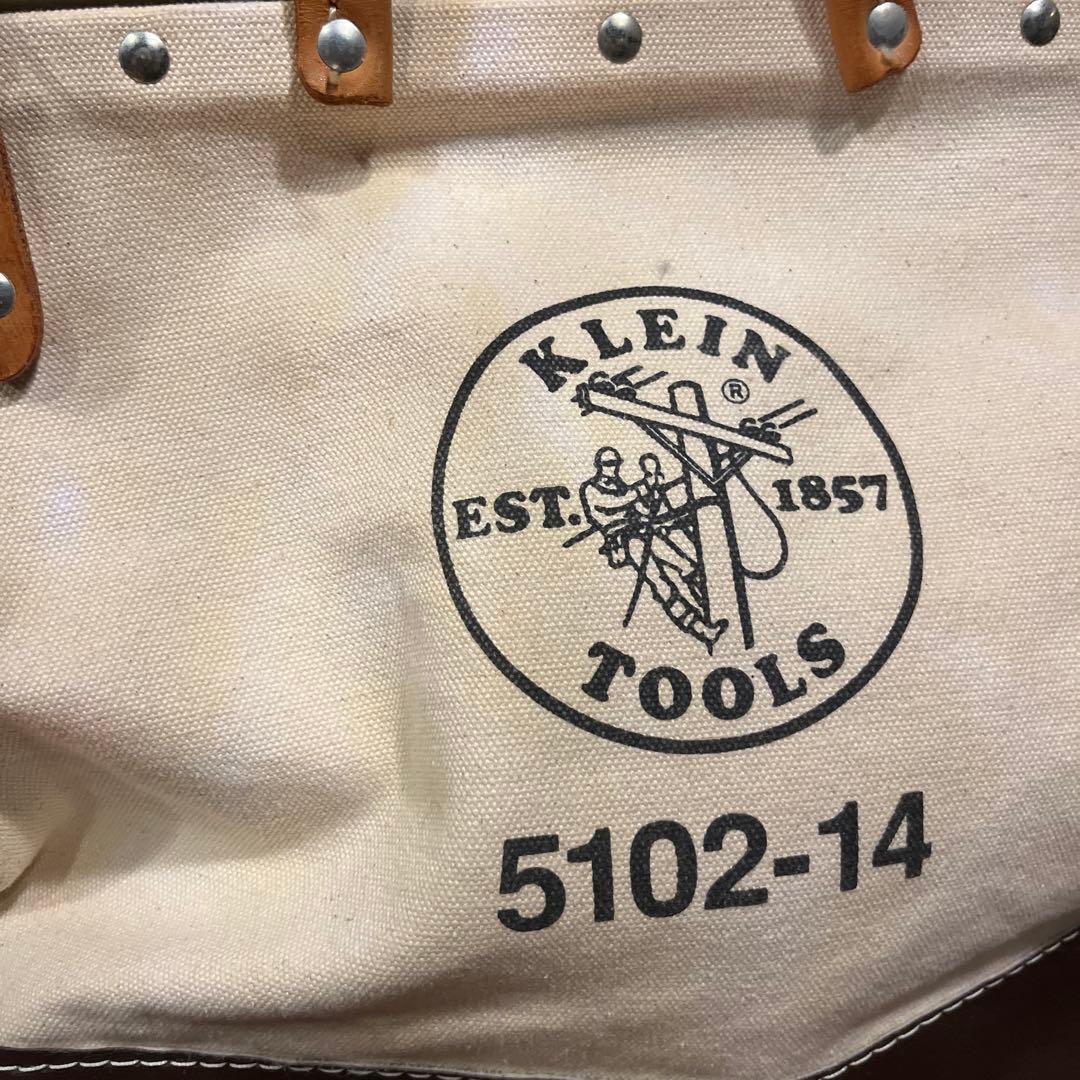 KLEIN
®
EST. 1857
TOOLS
5102-14